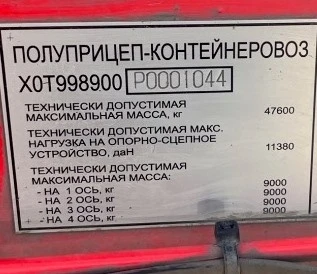 ПОЛУПРИЦЕП-КОНТЕЙНЕРОВОЗ
X0T998900 P0001044
ТЕХНИЧЕСКИ ДОПУСТИМАЯ
МАКСИМАЛЬНАЯ МАССА, кг 47600
ТЕХНИЧЕСКИ ДОПУСТИМАЯ МАКС.
НАГРУЗКА НА ОПОРНО-СЦЕПНОЕ
УСТРОЙСТВО, даН 11380
ТЕХНИЧЕСКИ ДОПУСТИМАЯ
МАКСИМАЛЬНАЯ МАССА:
- НА 1 ОСЬ, кг 9000
- НА 2 ОСЬ, кг 9000
- НА 3 ОСЬ, кг 9000
- НА 4 ОСЬ, кг 9000